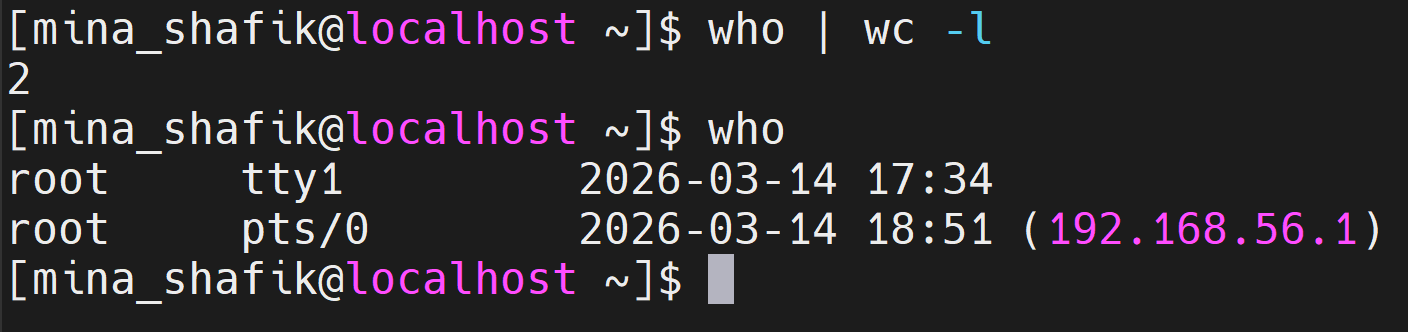 [mina_shafik@localhost ~]$ who | wc -l
2
[mina_shafik@localhost ~]$ who
root     tty1         2026-03-14 17:34
root     pts/0        2026-03-14 18:51 (192.168.56.1)
[mina_shafik@localhost ~]$